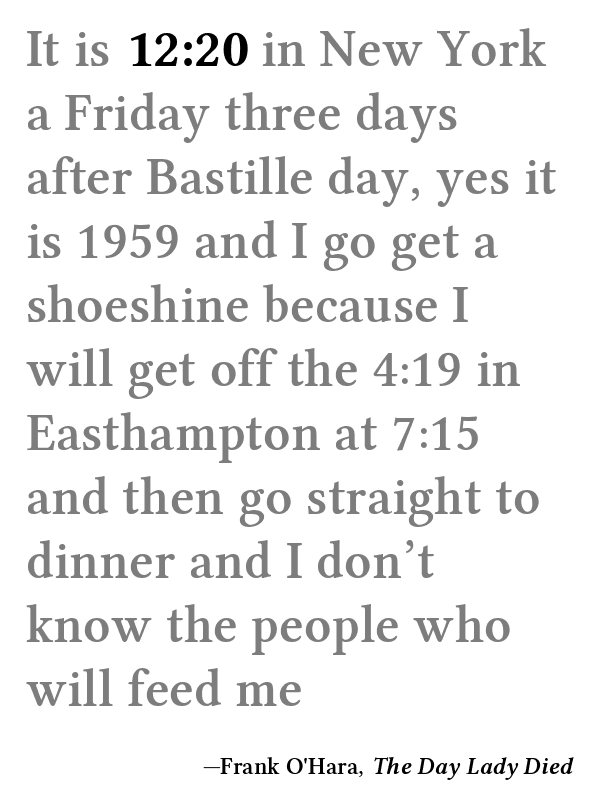 It is 12:20 in New York
a Friday three days
after Bastille day, yes it
is 1959 and I go get a
shoeshine because I
will get off the 4:19 in
Easthampton at 7:15
and then go straight to
dinner and I don’t
know the people who
will feed me
—Frank O'Hara, The Day Lady Died